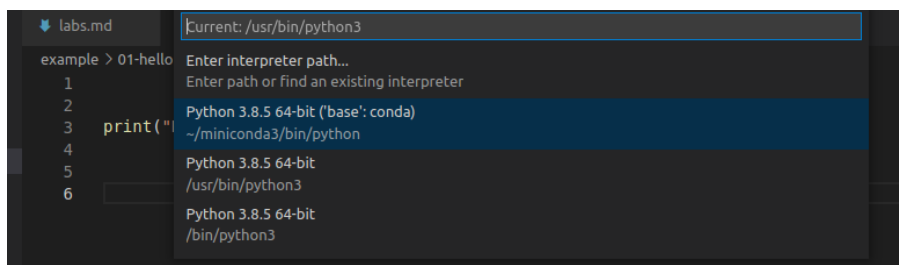 labs.md
Current: /usr/bin/python3
example > 01-hello
Enter interpreter path...
Enter path or find an existing interpreter
Python 3.8.5 64-bit ('base': conda)
~/miniconda3/bin/python
Python 3.8.5 64-bit
/usr/bin/python3
Python 3.8.5 64-bit
/bin/python3
1
2
3 print("
4
5
6